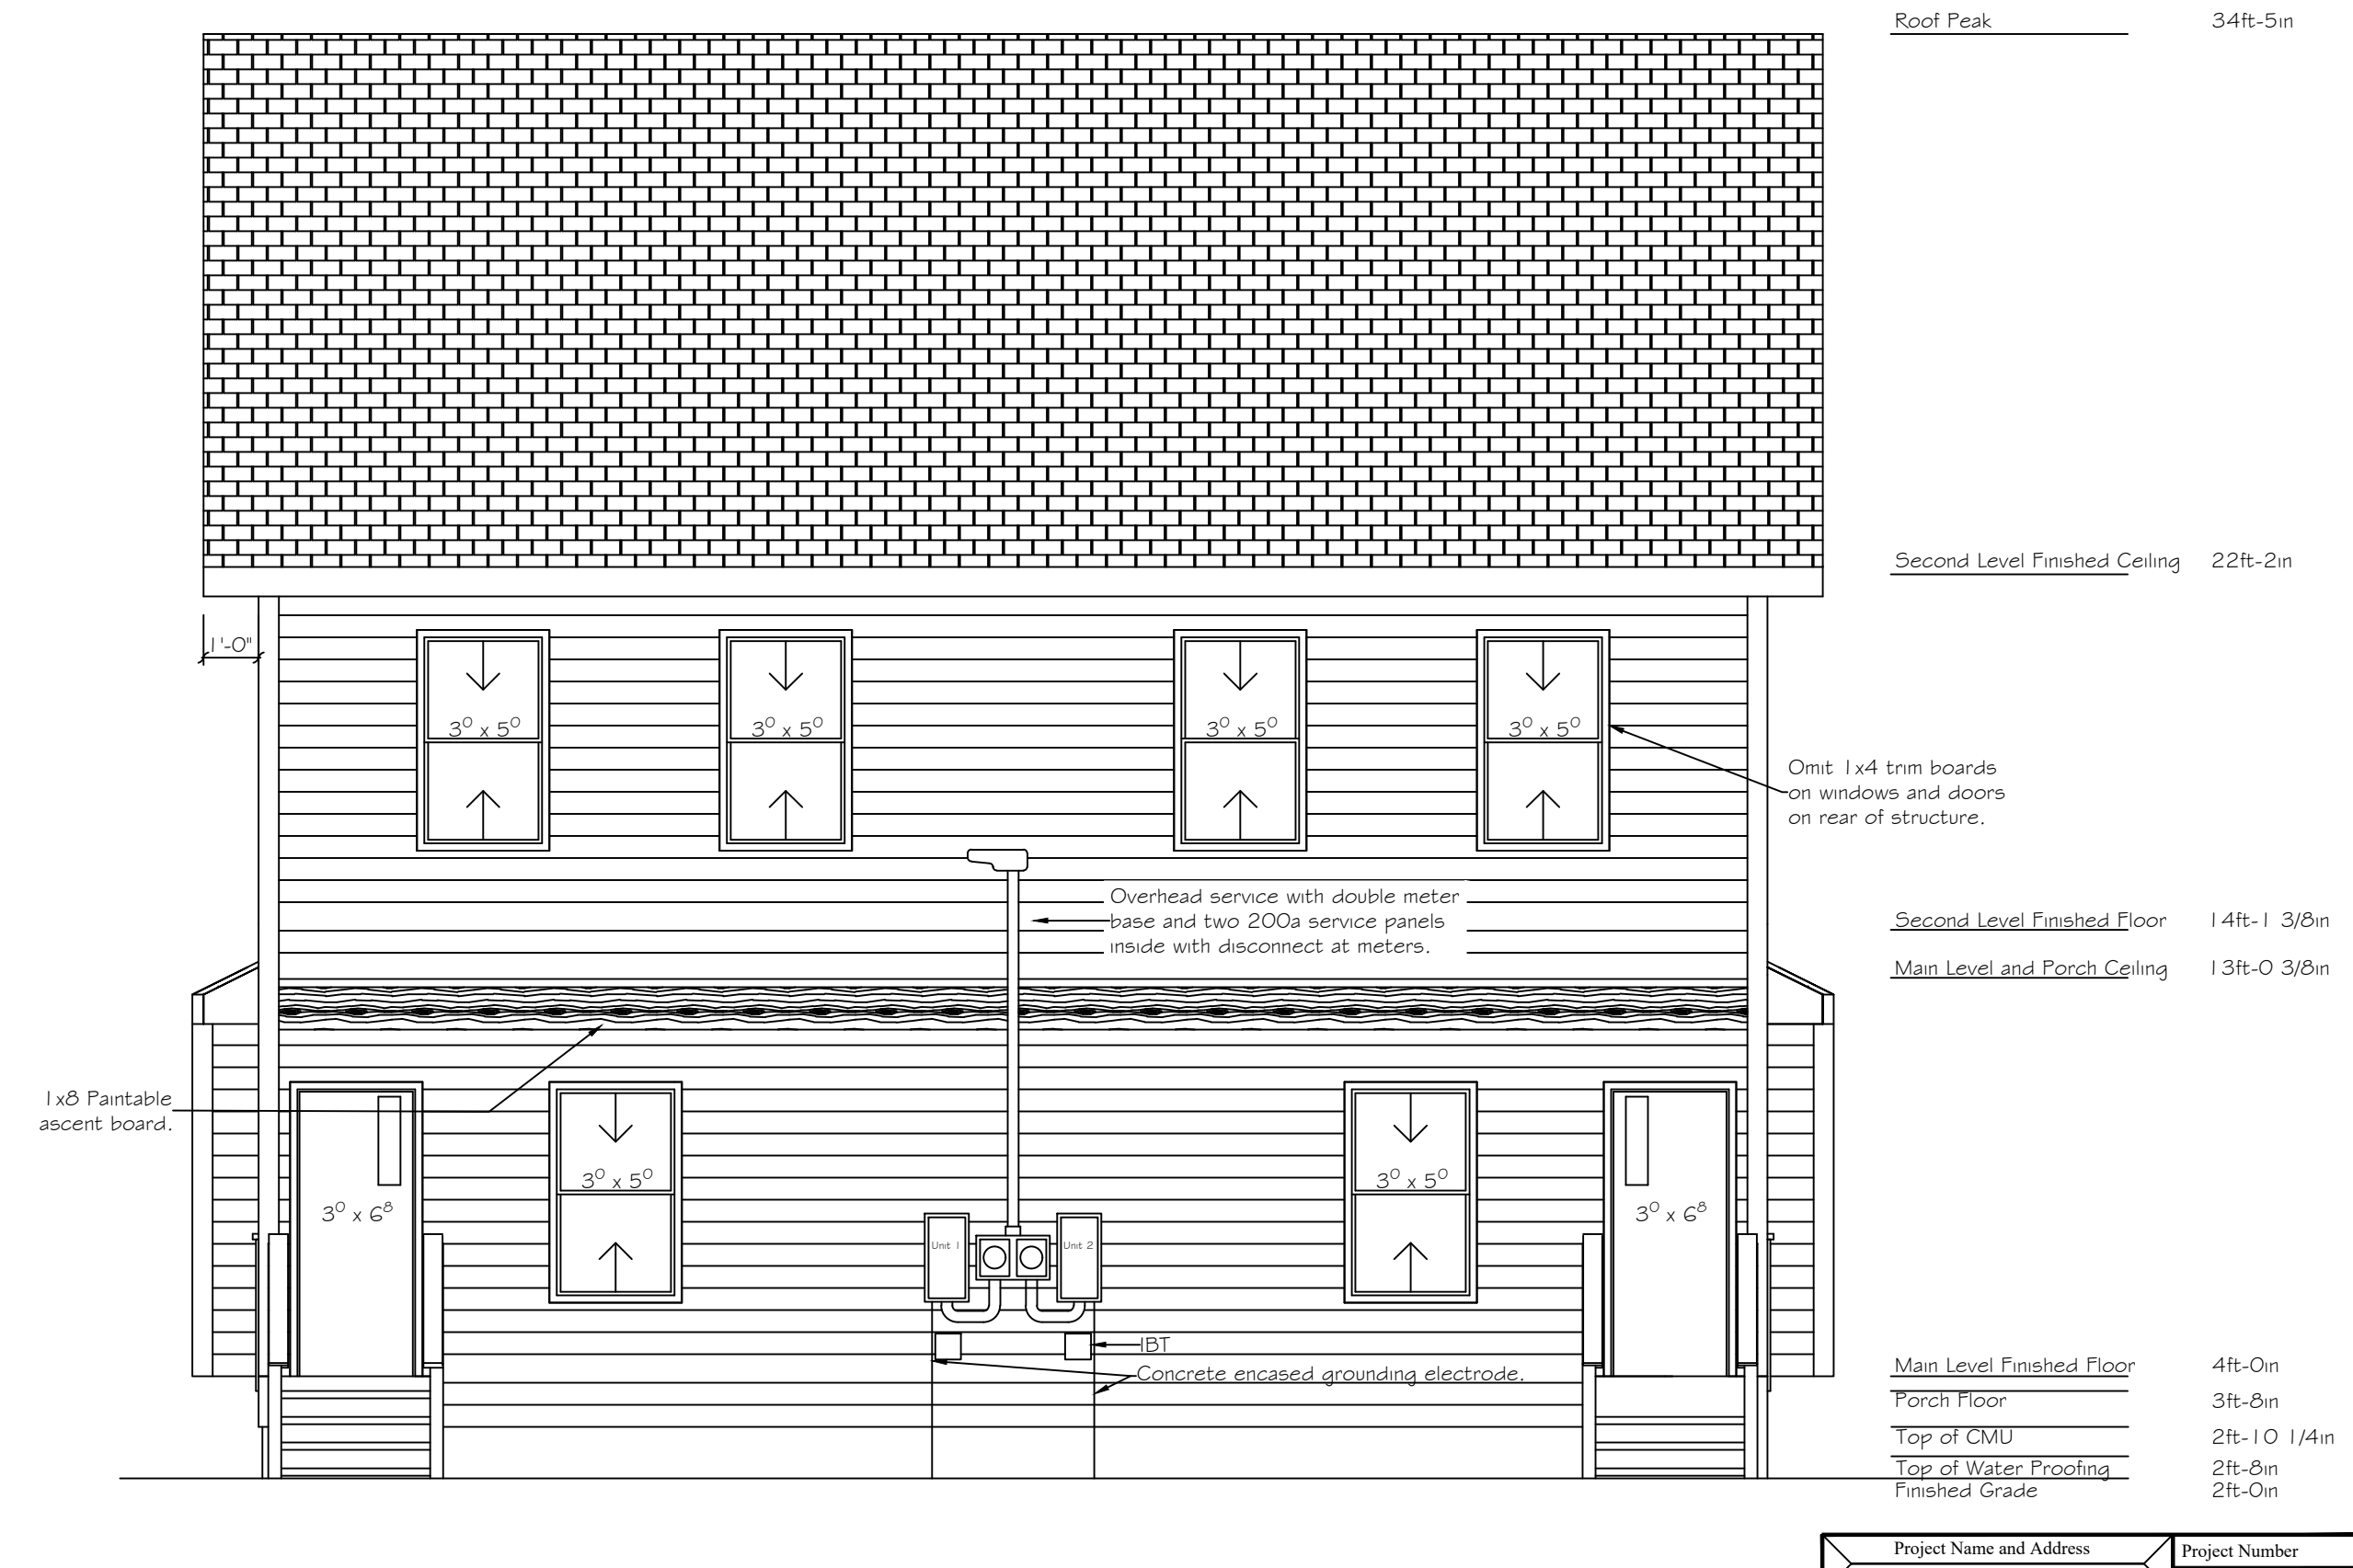 Roof Peak 34ft-5in
Second Level Finished Ceiling 22ft-2in
1'-0"
3⁰ x 5⁰ 3⁰ x 5⁰ 3⁰ x 5⁰ 3⁰ x 5⁰
Omit 1x4 trim boards
on windows and doors
on rear of structure.
Overhead service with double meter
base and two 200a service panels
inside with disconnect at meters.
Second Level Finished Floor 14ft-1 3/8in
Main Level and Porch Ceiling 13ft-0 3/8in
1x8 Paintable
ascent board.
3⁰ x 5⁰ 3⁰ x 5⁰
3⁰ x 6⁸ 3⁰ x 6⁸
Unit 1 Unit 2
IBT
Concrete encased grounding electrode.
Main Level Finished Floor 4ft-0in
Porch Floor 3ft-8in
Top of CMU 2ft-10 1/4in
Top of Water Proofing 2ft-8in
Finished Grade 2ft-0in
Project Name and Address Project Number